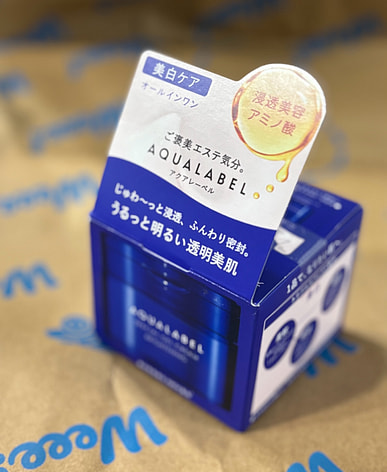 美白ケア
オールインワン
浸透美容
アミノ酸
ご褒美エステ気分。
AQUALABEL
アクアレーベル
じゅわ〜っと浸透、ふんわり密封。
うるっと明るい透明美肌
AQUALABEL
Weee!